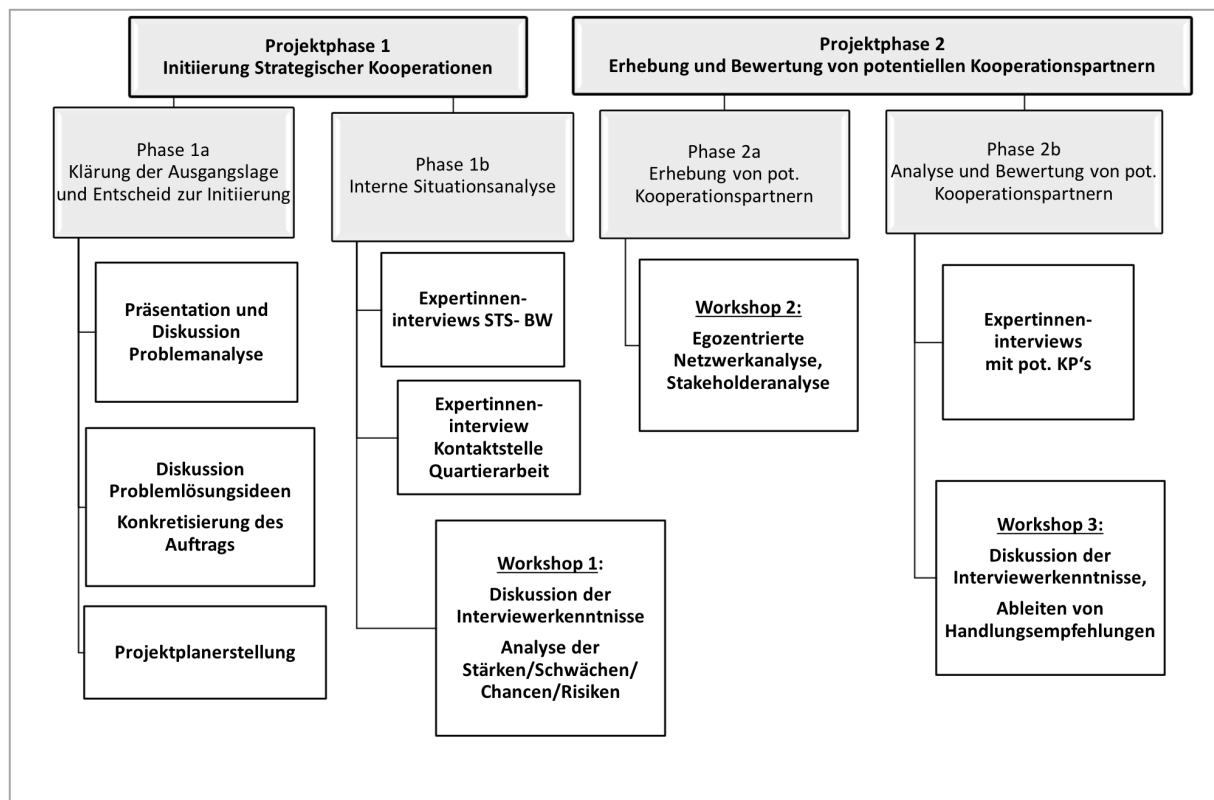 Projektphase 1
Initiierung Strategischer Kooperationen
Projektphase 2
Erhebung und Bewertung von potentiellen Kooperationspartnern
Phase 1a
Klärung der Ausgangslage
und Entscheid zur Initiierung
Phase 1b
Interne Situationsanalyse
Phase 2a
Erhebung von pot.
Kooperationspartnern
Phase 2b
Analyse und Bewertung von pot.
Kooperationspartnern
Präsentation und
Diskussion
Problemanalyse
Diskussion
Problemlösungsideen
Konkretisierung des
Auftrags
Projektplanerstellung
Expertinnen-
interviews STS- BW
Expertinnen-
interview
Kontaktstelle
Quartierarbeit
Workshop 1:
Diskussion der
Interviewerkenntnisse
Analyse der
Stärken/Schwächen/
Chancen/Risiken
Workshop 2:
Egozentrierte
Netzwerkanalyse,
Stakeholderanalyse
Expertinnen-
interviews
mit pot. KP‘s
Workshop 3:
Diskussion der
Interviewerkenntnisse,
Ableiten von
Handlungsempfehlungen